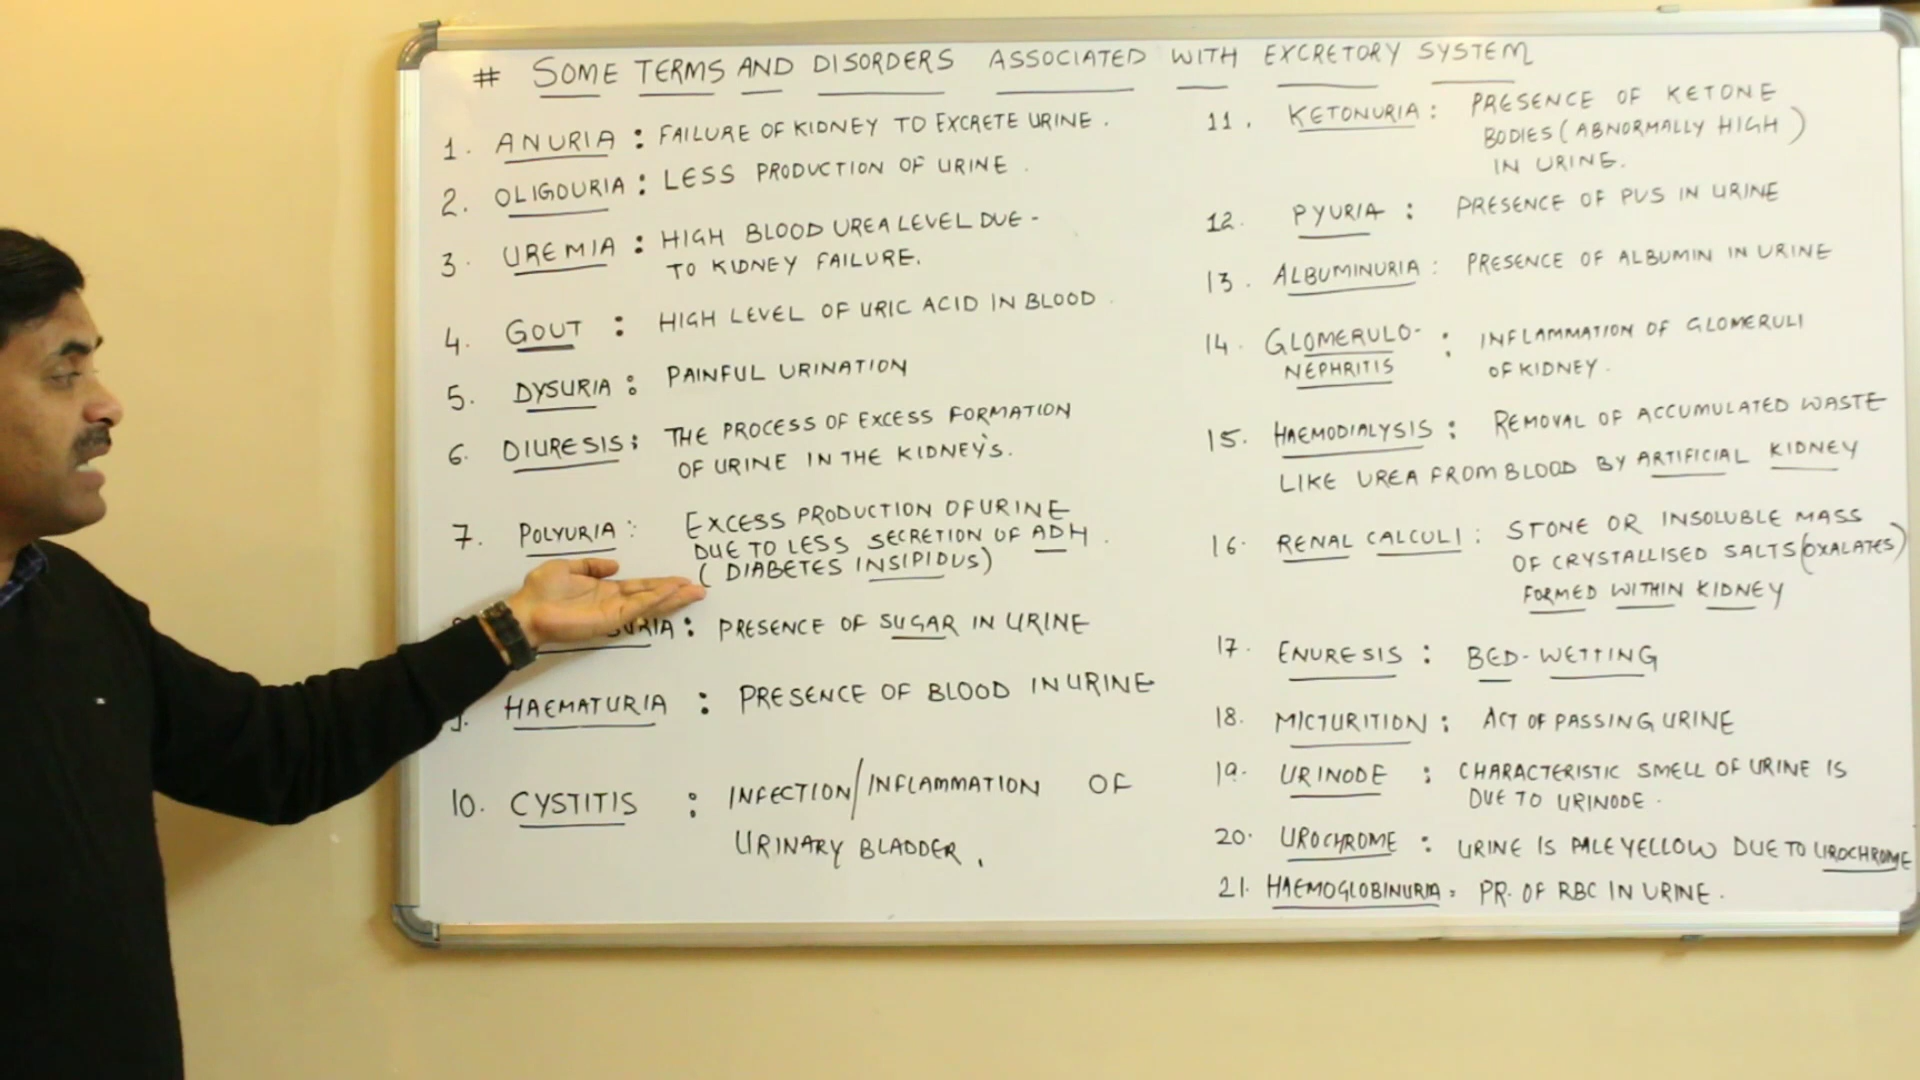 # SOME TERMS AND DISORDERS ASSOCIATED WITH EXCRETORY SYSTEM
1. ANURIA : FAILURE OF KIDNEY TO EXCRETE URINE.
2. OLIGOURIA : LESS PRODUCTION OF URINE.
3. UREMIA : HIGH BLOOD UREA LEVEL DUE-
TO KIDNEY FAILURE.
4. GOUT : HIGH LEVEL OF URIC ACID IN BLOOD.
5. DYSURIA : PAINFUL URINATION
6. DIURESIS : THE PROCESS OF EXCESS FORMATION
OF URINE IN THE KIDNEY'S.
7. POLYURIA : EXCESS PRODUCTION OF URINE
DUE TO LESS SECRETION OF ADH.
(DIABETES INSIPIDUS)
URIA : PRESENCE OF SUGAR IN URINE
HAEMATURIA : PRESENCE OF BLOOD IN URINE
10. CYSTITIS : INFECTION/INFLAMMATION OF
URINARY BLADDER.
11. KETONURIA : PRESENCE OF KETONE
BODIES (ABNORMALLY HIGH)
IN URINE.
12. PYURIA : PRESENCE OF PUS IN URINE
13. ALBUMINURIA : PRESENCE OF ALBUMIN IN URINE
14. GLOMERULO- : INFLAMMATION OF GLOMERULI
NEPHRITIS OF KIDNEY.
15. HAEMODIALYSIS : REMOVAL OF ACCUMULATED WASTE
LIKE UREA FROM BLOOD BY ARTIFICIAL KIDNEY
16. RENAL CALCULI : STONE OR INSOLUBLE MASS
OF CRYSTALLISED SALTS (OXALATES)
FORMED WITHIN KIDNEY
17. ENURESIS : BED-WETTING
18. MICTURITION : ACT OF PASSING URINE
19. URINODE : CHARACTERISTIC SMELL OF URINE IS
DUE TO URINODE.
20. UROCHROME : URINE IS PALE YELLOW DUE TO UROCHROME
21. HAEMOGLOBINURIA : PR. OF RBC IN URINE.